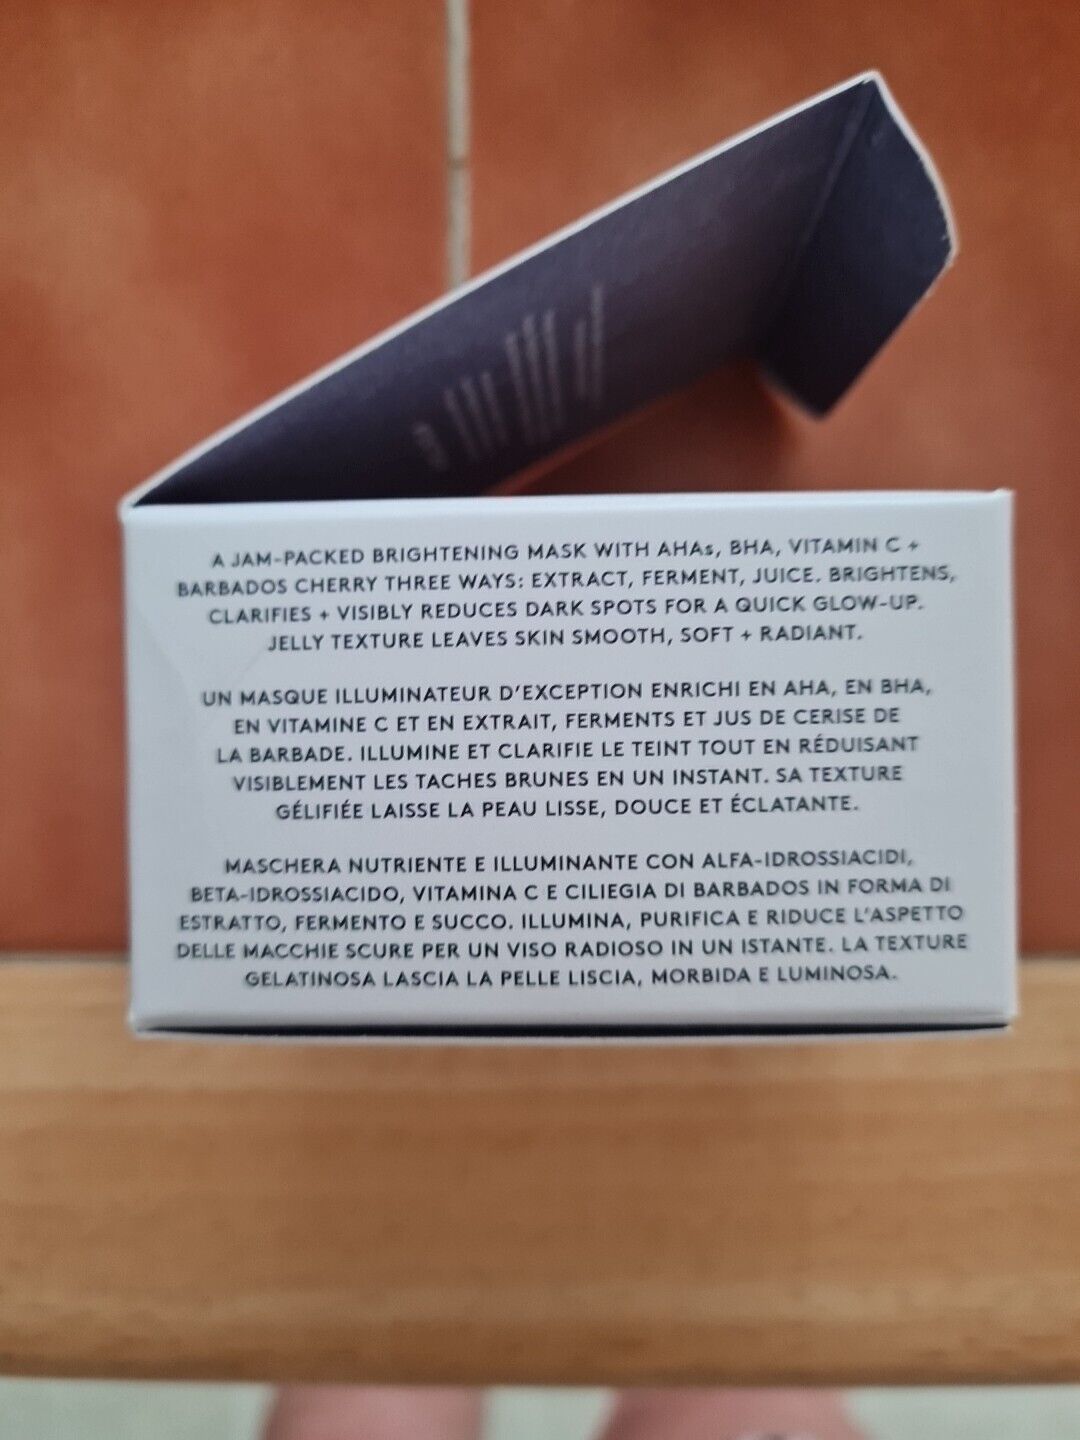 A JAM-PACKED BRIGHTENING MASK WITH AHAs, BHA, VITAMIN C +
BARBADOS CHERRY THREE WAYS: EXTRACT, FERMENT, JUICE. BRIGHTENS,
CLARIFIES + VISIBLY REDUCES DARK SPOTS FOR A QUICK GLOW-UP.
JELLY TEXTURE LEAVES SKIN SMOOTH, SOFT + RADIANT.
UN MASQUE ILLUMINATEUR D'EXCEPTION ENRICHI EN AHA, EN BHA,
EN VITAMINE C ET EN EXTRAIT, FERMENTS ET JUS DE CERISE DE
LA BARBADE. ILLUMINE ET CLARIFIE LE TEINT TOUT EN RÉDUISANT
VISIBLEMENT LES TACHES BRUNES EN UN INSTANT. SA TEXTURE
GÉLIFIÉE LAISSE LA PEAU LISSE, DOUCE ET ÉCLATANTE.
MASCHERA NUTRIENTE E ILLUMINANTE CON ALFA-IDROSSIACIDI,
BETA-IDROSSIACIDO, VITAMINA C E CILIEGIA DI BARBADOS IN FORMA DI
ESTRATTO, FERMENTO E SUCCO. ILLUMINA, PURIFICA E RIDUCE L'ASPETTO
DELLE MACCHIE SCURE PER UN VISO RADIOSO IN UN ISTANTE. LA TEXTURE
GELATINOSA LASCIA LA PELLE LISCIA, MORBIDA E LUMINOSA.